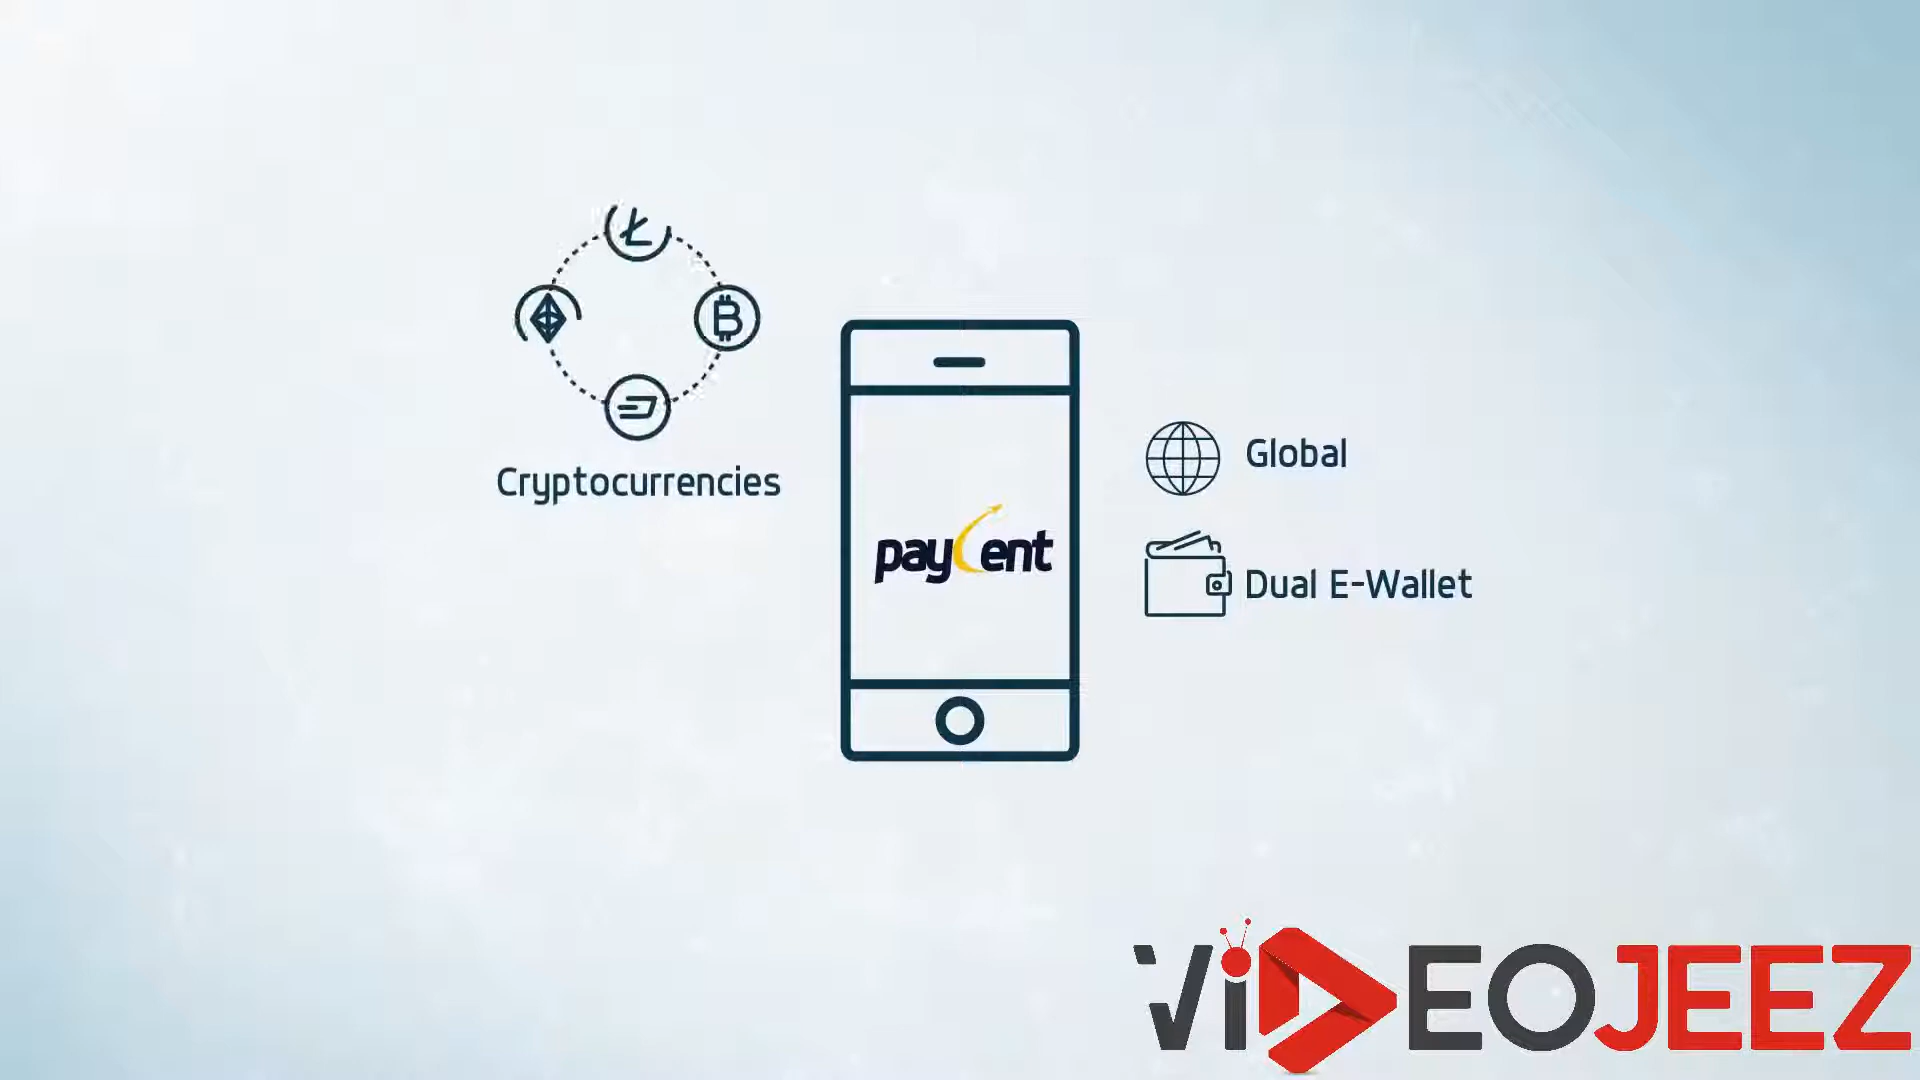 Cryptocurrencies
payCent
Global
Dual E-Wallet
ViDEOJEEZ